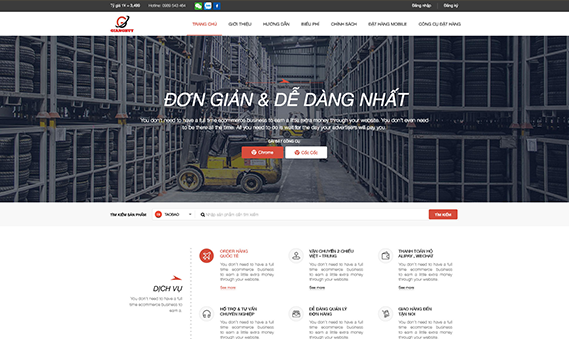 Tỷ giá 1¥ = 3,480
Hotline: 0989 543 484
Đăng nhập
Đăng ký
TRANG CHỦ
GIỚI THIỆU
HƯỚNG DẪN
BIỂU PHÍ
CHÍNH SÁCH
ĐẶT HÀNG MOBILE
CÔNG CỤ ĐẶT HÀNG
ĐƠN GIẢN & DỄ DÀNG NHẤT
You don't need to have a full time ecommerce business to earn a little extra money through your website. You don't even need
to be there all the time. All you need to do is wait for the day your advertisers will pay you.
CÀI ĐẶT CÔNG CỤ
Chrome
Cốc Cốc
TÌM KIẾM SẢN PHẨM
TAOBAO
Nhập sản phẩm cần tìm kiếm
TÌM KIẾM
DỊCH VỤ
You don't need to have a
full time ecommerce
business to earn a
ORDER HÀNG
QUỐC TẾ
You don't need to have a full
time ecommerce business
to earn a little extra money
through your website.
See more
VẬN CHUYỂN 2 CHIỀU
VIỆT - TRUNG
You don't need to have a full
time ecommerce business
to earn a little extra money
through your website.
See more
THANH TOÁN HỘ
ALIPAY , WECHAT
You don't need to have a full
time ecommerce business
to earn a little extra money
through your website.
See more
HỖ TRỢ & TƯ VẤN
CHUYÊN NGHIỆP
You don't need to have a full
time ecommerce business
to earn a little extra money
through your website.
DỄ DÀNG QUẢN LÝ
ĐƠN HÀNG
You don't need to have a full
time ecommerce business
to earn a little extra money
through your website.
GIAO HÀNG ĐẾN
TẬN NƠI
You don't need to have a full
time ecommerce business
to earn a little extra money
through your website.